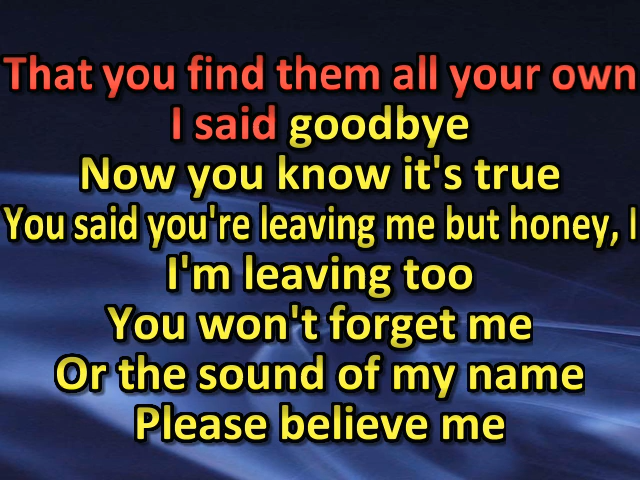 That you find them all your own
I said goodbye
Now you know it's true
You said you're leaving me but honey, I
I'm leaving too
You won't forget me
Or the sound of my name
Please believe me